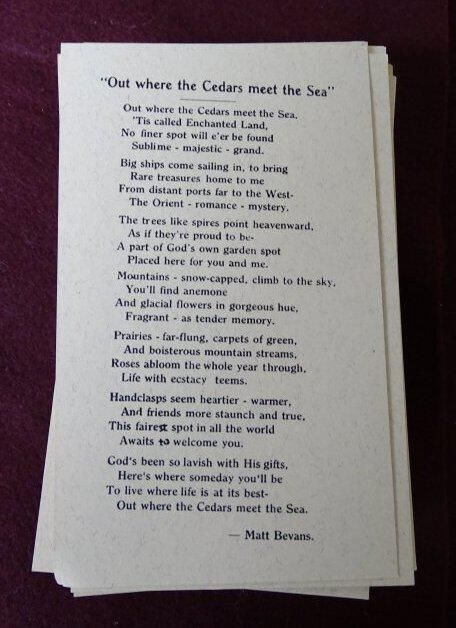 "Out where the Cedars meet the Sea"
Out where the Cedars meet the Sea,
'Tis called Enchanted Land,
No finer spot will e'er be found
Sublime - majestic - grand.
Big ships come sailing in, to bring
Rare treasures home to me
From distant ports far to the West-
The Orient - romance - mystery.
The trees like spires point heavenward,
As if they're proud to be-
A part of God's own garden spot
Placed here for you and me.
Mountains - snow-capped, climb to the sky,
You'll find anemone
And glacial flowers in gorgeous hue,
Fragrant - as tender memory.
Prairies - far-flung, carpets of green,
And boisterous mountain streams,
Roses abloom the whole year through,
Life with ecstacy teems.
Handclasps seem heartier - warmer,
And friends more staunch and true,
This fairest spot in all the world
Awaits to welcome you.
God's been so lavish with His gifts,
Here's where someday you'll be
To live where life is at its best-
Out where the Cedars meet the Sea.
— Matt Bevans.